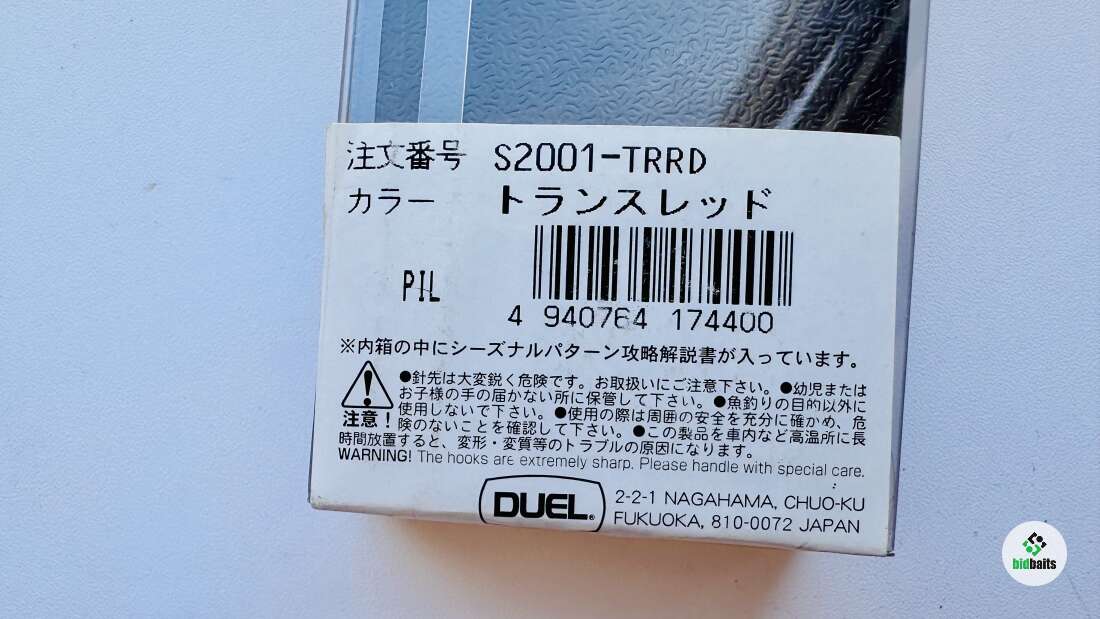 注文番号 S2001-TRRD
カラー トランスレッド
PIL
4 940764 174400
※内箱の中にシーズナルパターン攻略解説書が入っています。
●針先は大変鋭く危険です。お取扱いにご注意下さい。●幼児または
お子様の手の届かない所に保管して下さい。●魚釣りの目的以外に
使用しないで下さい。●使用の際は周囲の安全を充分に確かめ、危
注意!険のないことを確認して下さい。●この製品を車内など高温所に長
時間放置すると、変形・変質等のトラブルの原因になります。
WARNING! The hooks are extremely sharp. Please handle with special care.
DUEL® 2-2-1 NAGAHAMA, CHUO-KU
FUKUOKA, 810-0072 JAPAN
bidbaits